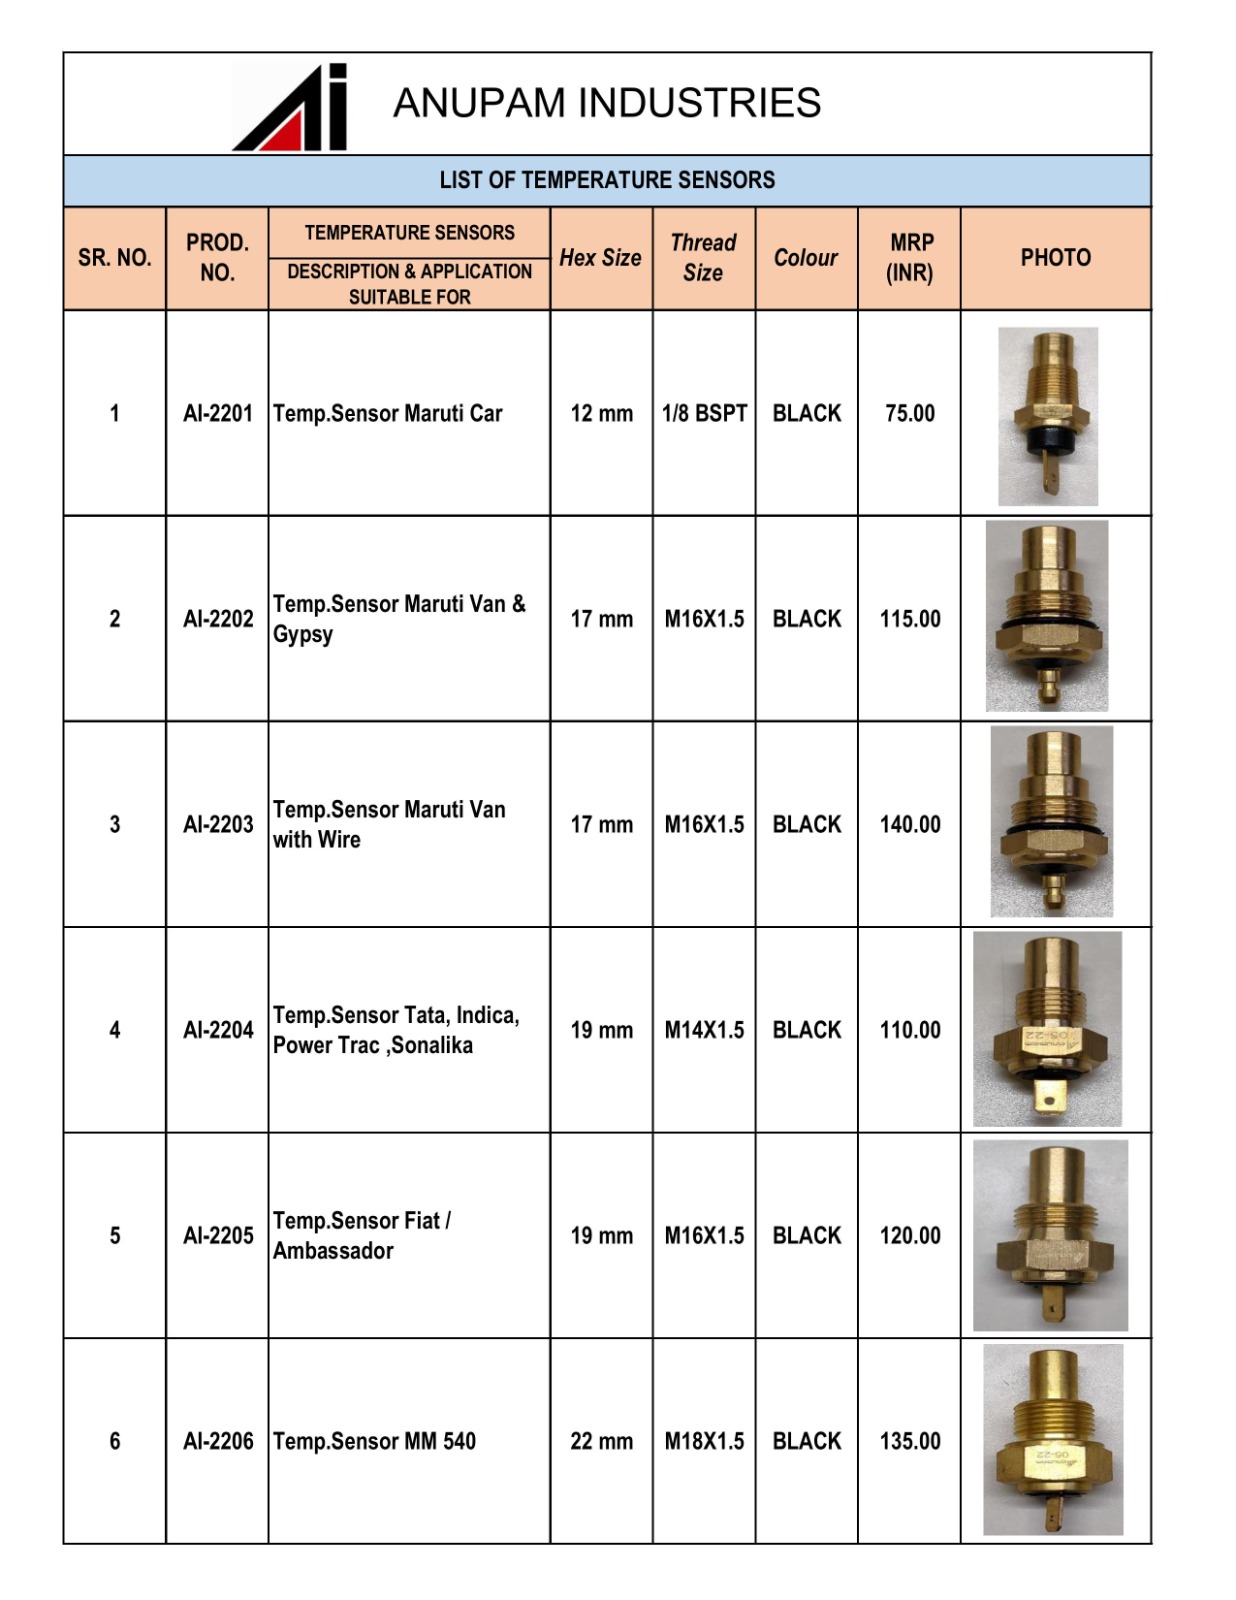 Ai
ANUPAM INDUSTRIES
LIST OF TEMPERATURE SENSORS
SR. NO.
PROD.
NO.
TEMPERATURE SENSORS
DESCRIPTION & APPLICATION
SUITABLE FOR
Hex Size
Thread
Size
Colour
MRP
(INR)
PHOTO
1
AI-2201
Temp.Sensor Maruti Car
12 mm
1/8 BSPT
BLACK
75.00
2
AI-2202
Temp.Sensor Maruti Van &
Gypsy
17 mm
M16X1.5
BLACK
115.00
3
AI-2203
Temp.Sensor Maruti Van
with Wire
17 mm
M16X1.5
BLACK
140.00
4
AI-2204
Temp.Sensor Tata, Indica,
Power Trac ,Sonalika
19 mm
M14X1.5
BLACK
110.00
05-22
5
AI-2205
Temp.Sensor Fiat /
Ambassador
19 mm
M16X1.5
BLACK
120.00
6
AI-2206
Temp.Sensor MM 540
22 mm
M18X1.5
BLACK
135.00
05-22